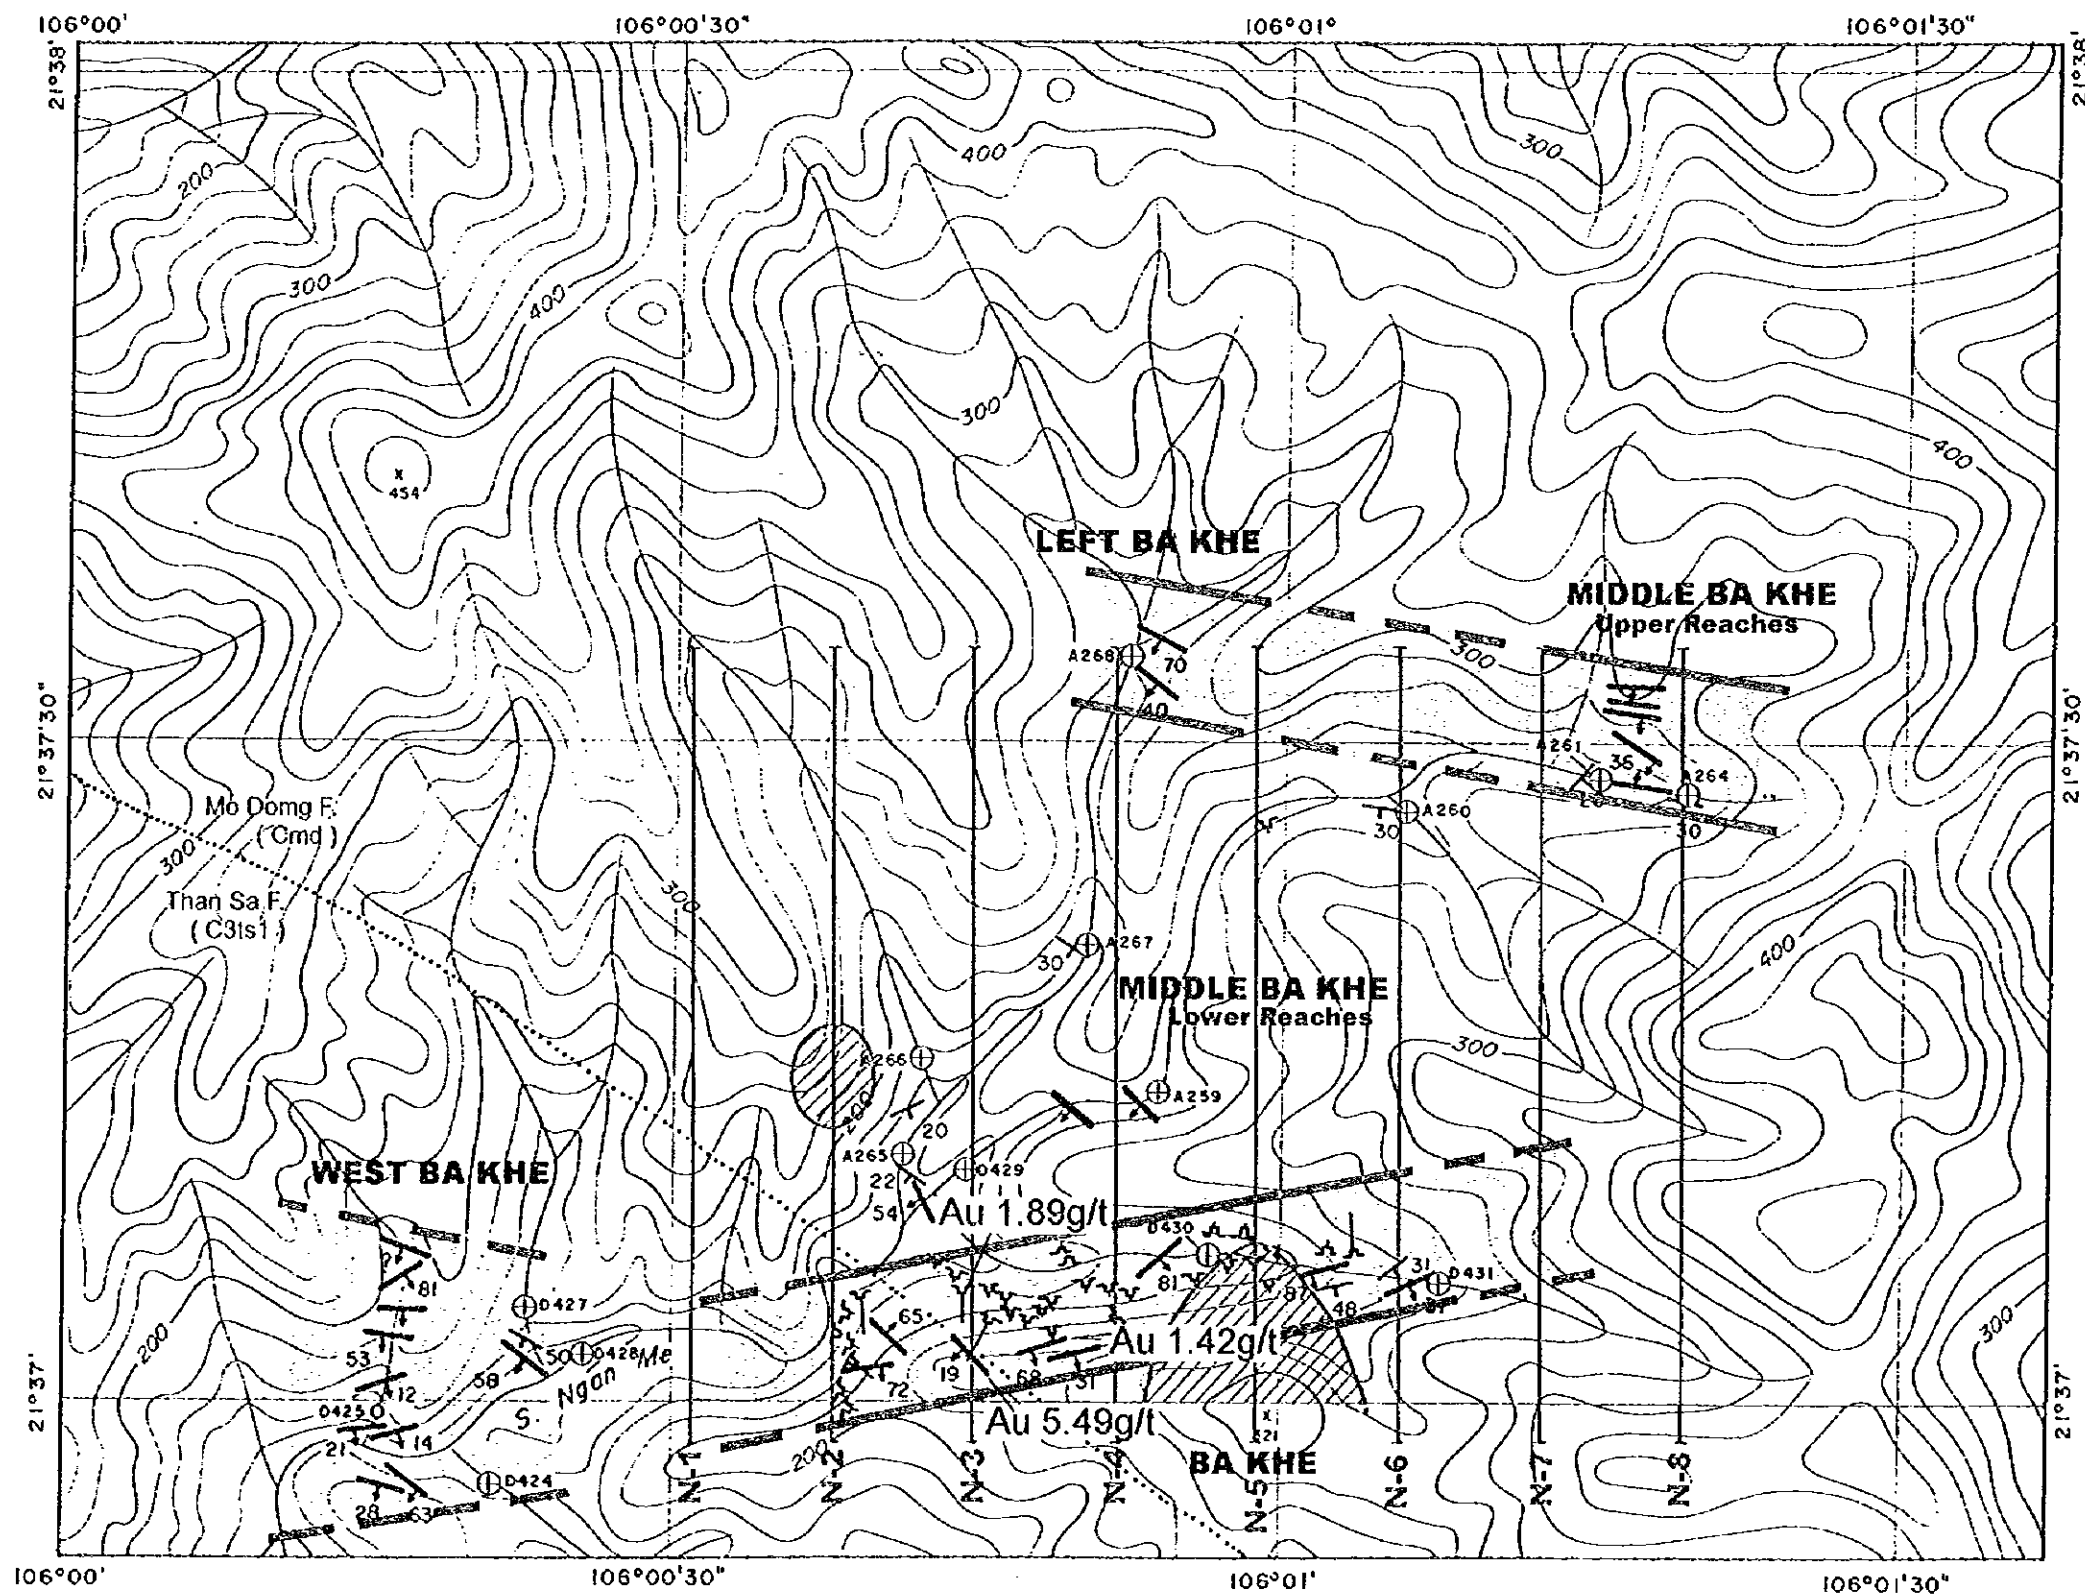 106°00'
106°00'30"
106°01°
106°01'30"
21°38'
21°38'
400
300
200
300
400
300
400
454
LEFT BA KHE
MIDDLE BA KHE
Upper Reaches
A268
70
300
40
21°37'30"
21°37'30"
A261
36
A264
Mo Domg F.
( Cmd )
A260
30
30
300
Than Sa F.
( C3ts1 )
300
A267
30
400
MIDDLE BA KHE
Lower Reaches
300
A266
A259
200
20
A265
D429
WEST BA KHE
22
54
Au 1.89g/t
D430
81
31
D431
81
87
D427
65
48
300
200
53
50
D428
Me
Au 1.42g/t
58
19
68
31
Ngan
12
72
21°37'
21°37'
D425
S.
Au 5.49g/t
21
14
321
200
BA KHE
D424
28
63
N-1
N-2
N-3
N-4
N-5
N-6
N-7
N-8
106°00'
106°00'30"
106°01'
106°01'30"